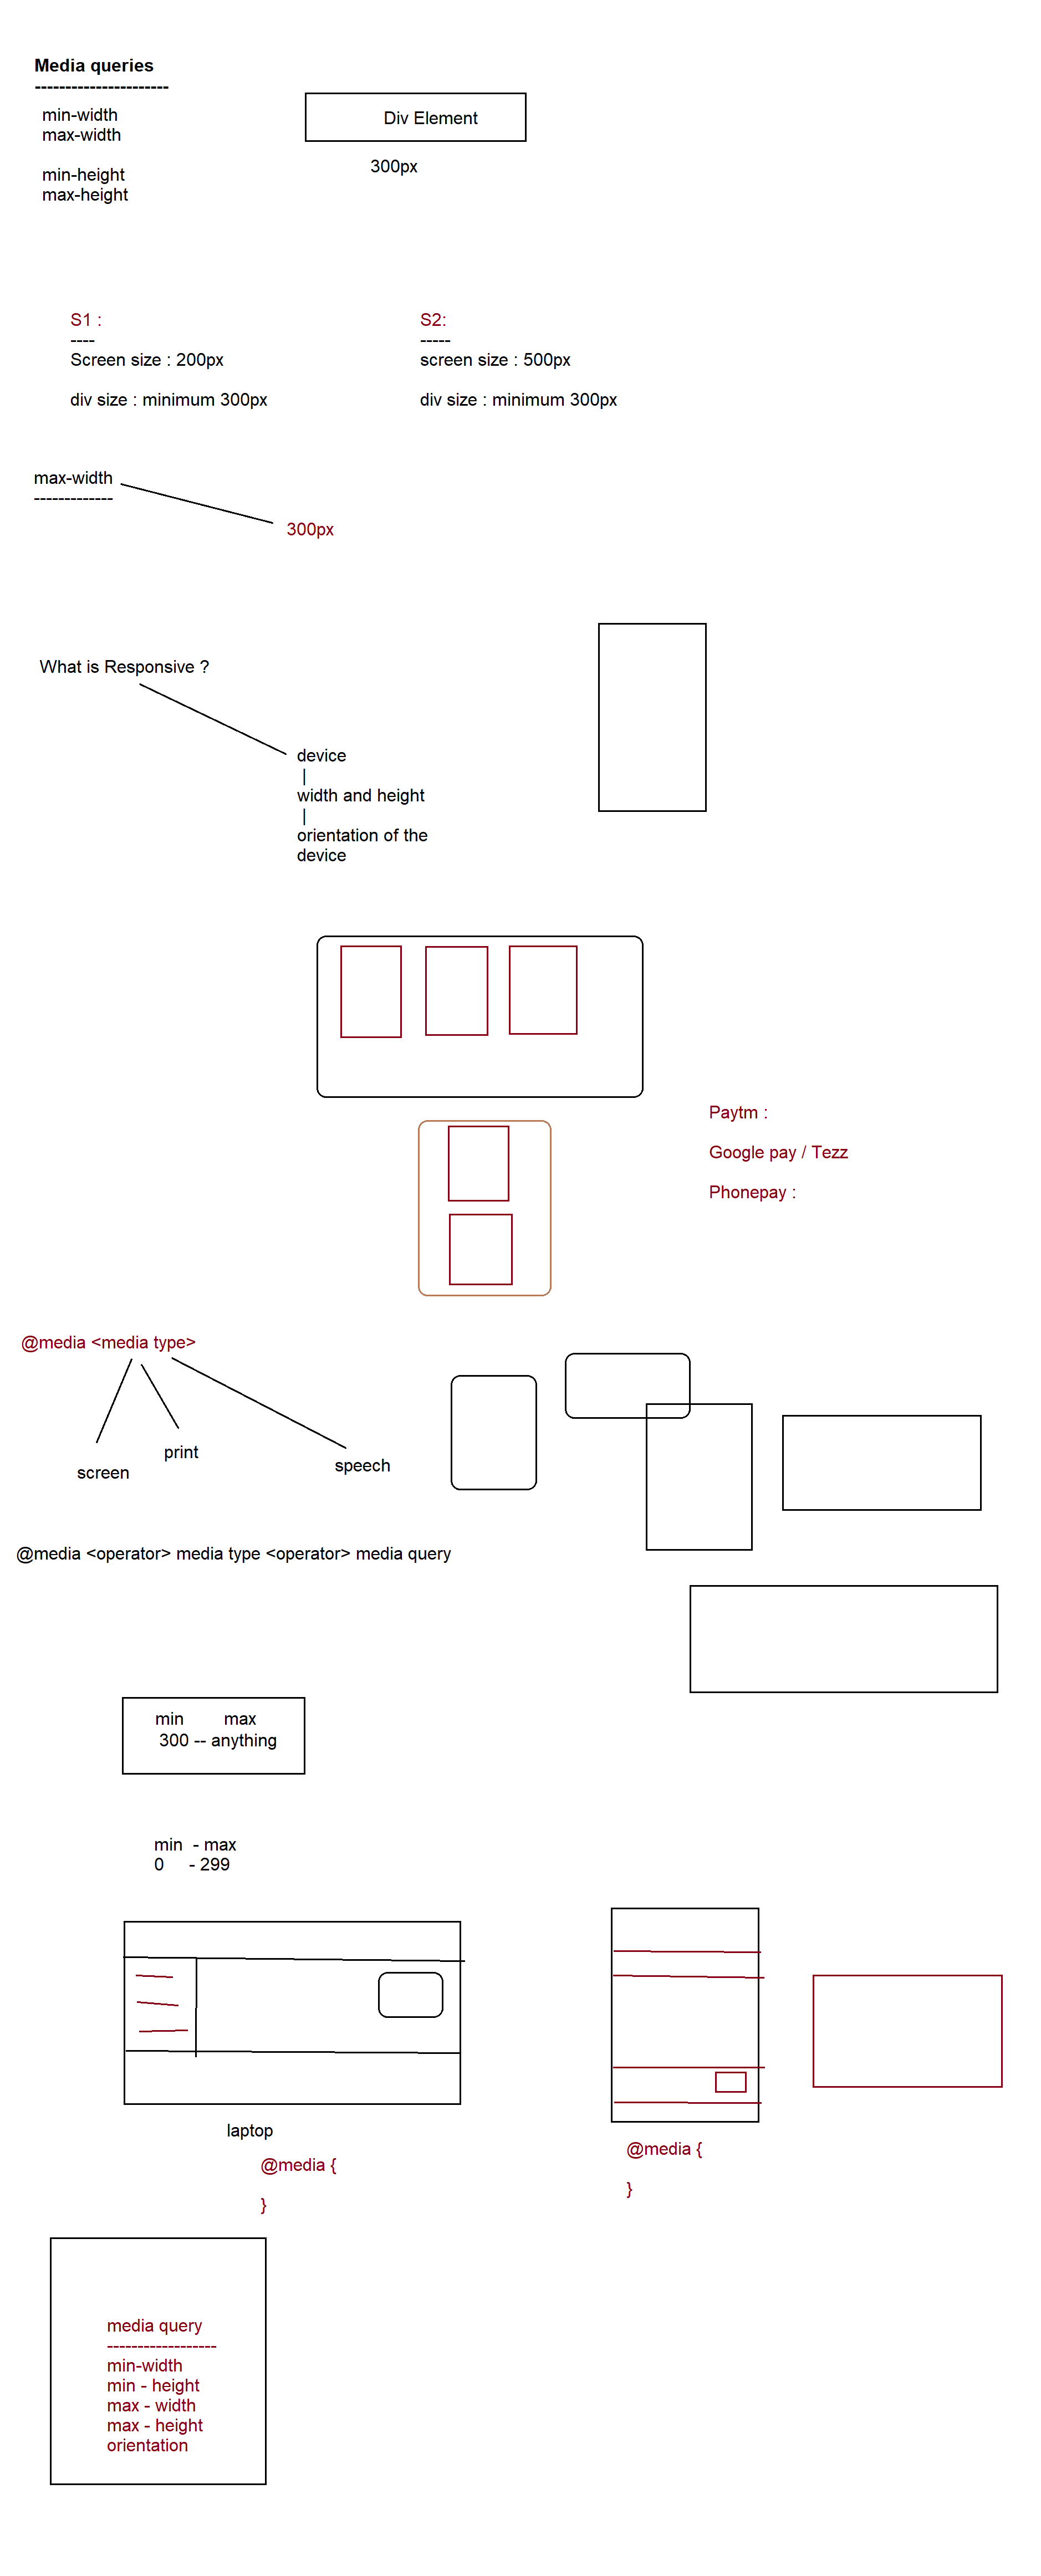 Media queries
----------------------
min-width
max-width
min-height
max-height
Div Element
300px
S1 :
----
Screen size : 200px
div size : minimum 300px
S2:
-----
screen size : 500px
div size : minimum 300px
max-width
-------------
300px
What is Responsive ?
device
|
width and height
|
orientation of the
device
Paytm :
Google pay / Tezz
Phonepay :
@media <media type>
screen
print
speech
@media <operator> media type <operator> media query
min max
300 -- anything
min - max
0 - 299
laptop
@media {
}
@media {
}
media query
------------------
min-width
min - height
max - width
max - height
orientation